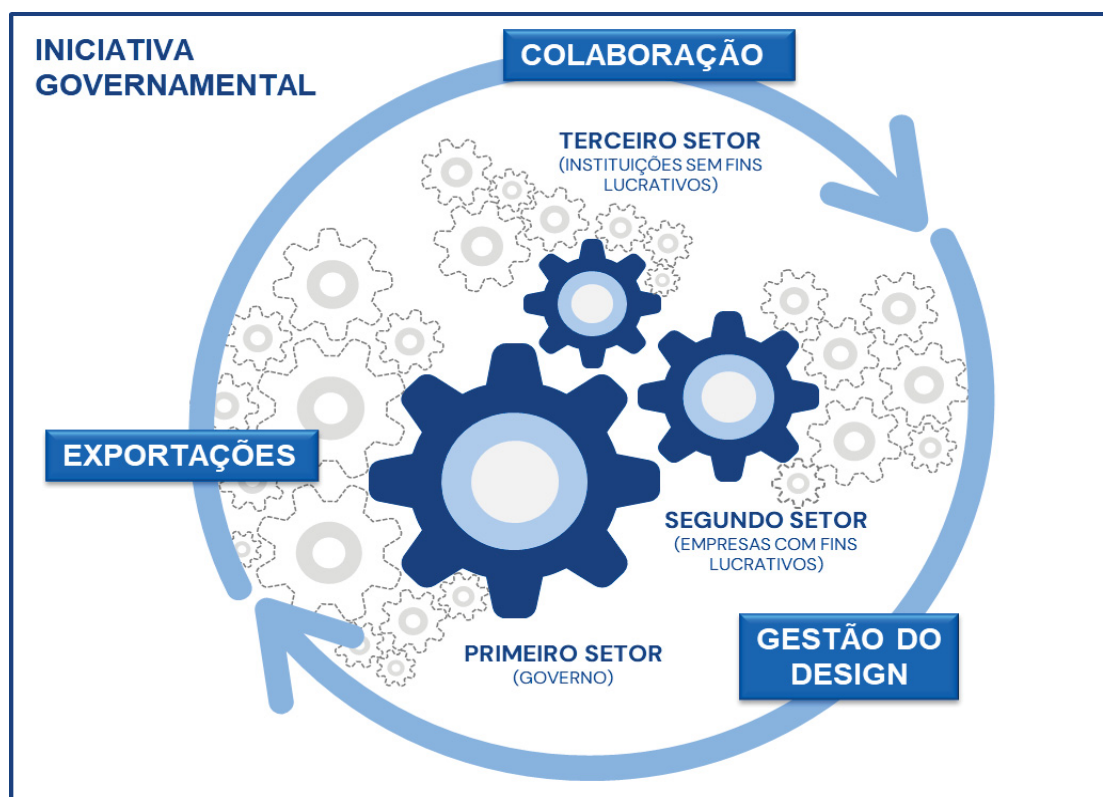 INICIATIVA
GOVERNAMENTAL
COLABORAÇÃO
TERCEIRO SETOR
(INSTITUIÇÕES SEM FINS
LUCRATIVOS)
EXPORTAÇÕES
SEGUNDO SETOR
(EMPRESAS COM FINS
LUCRATIVOS)
PRIMEIRO SETOR
(GOVERNO)
GESTÃO DO
DESIGN